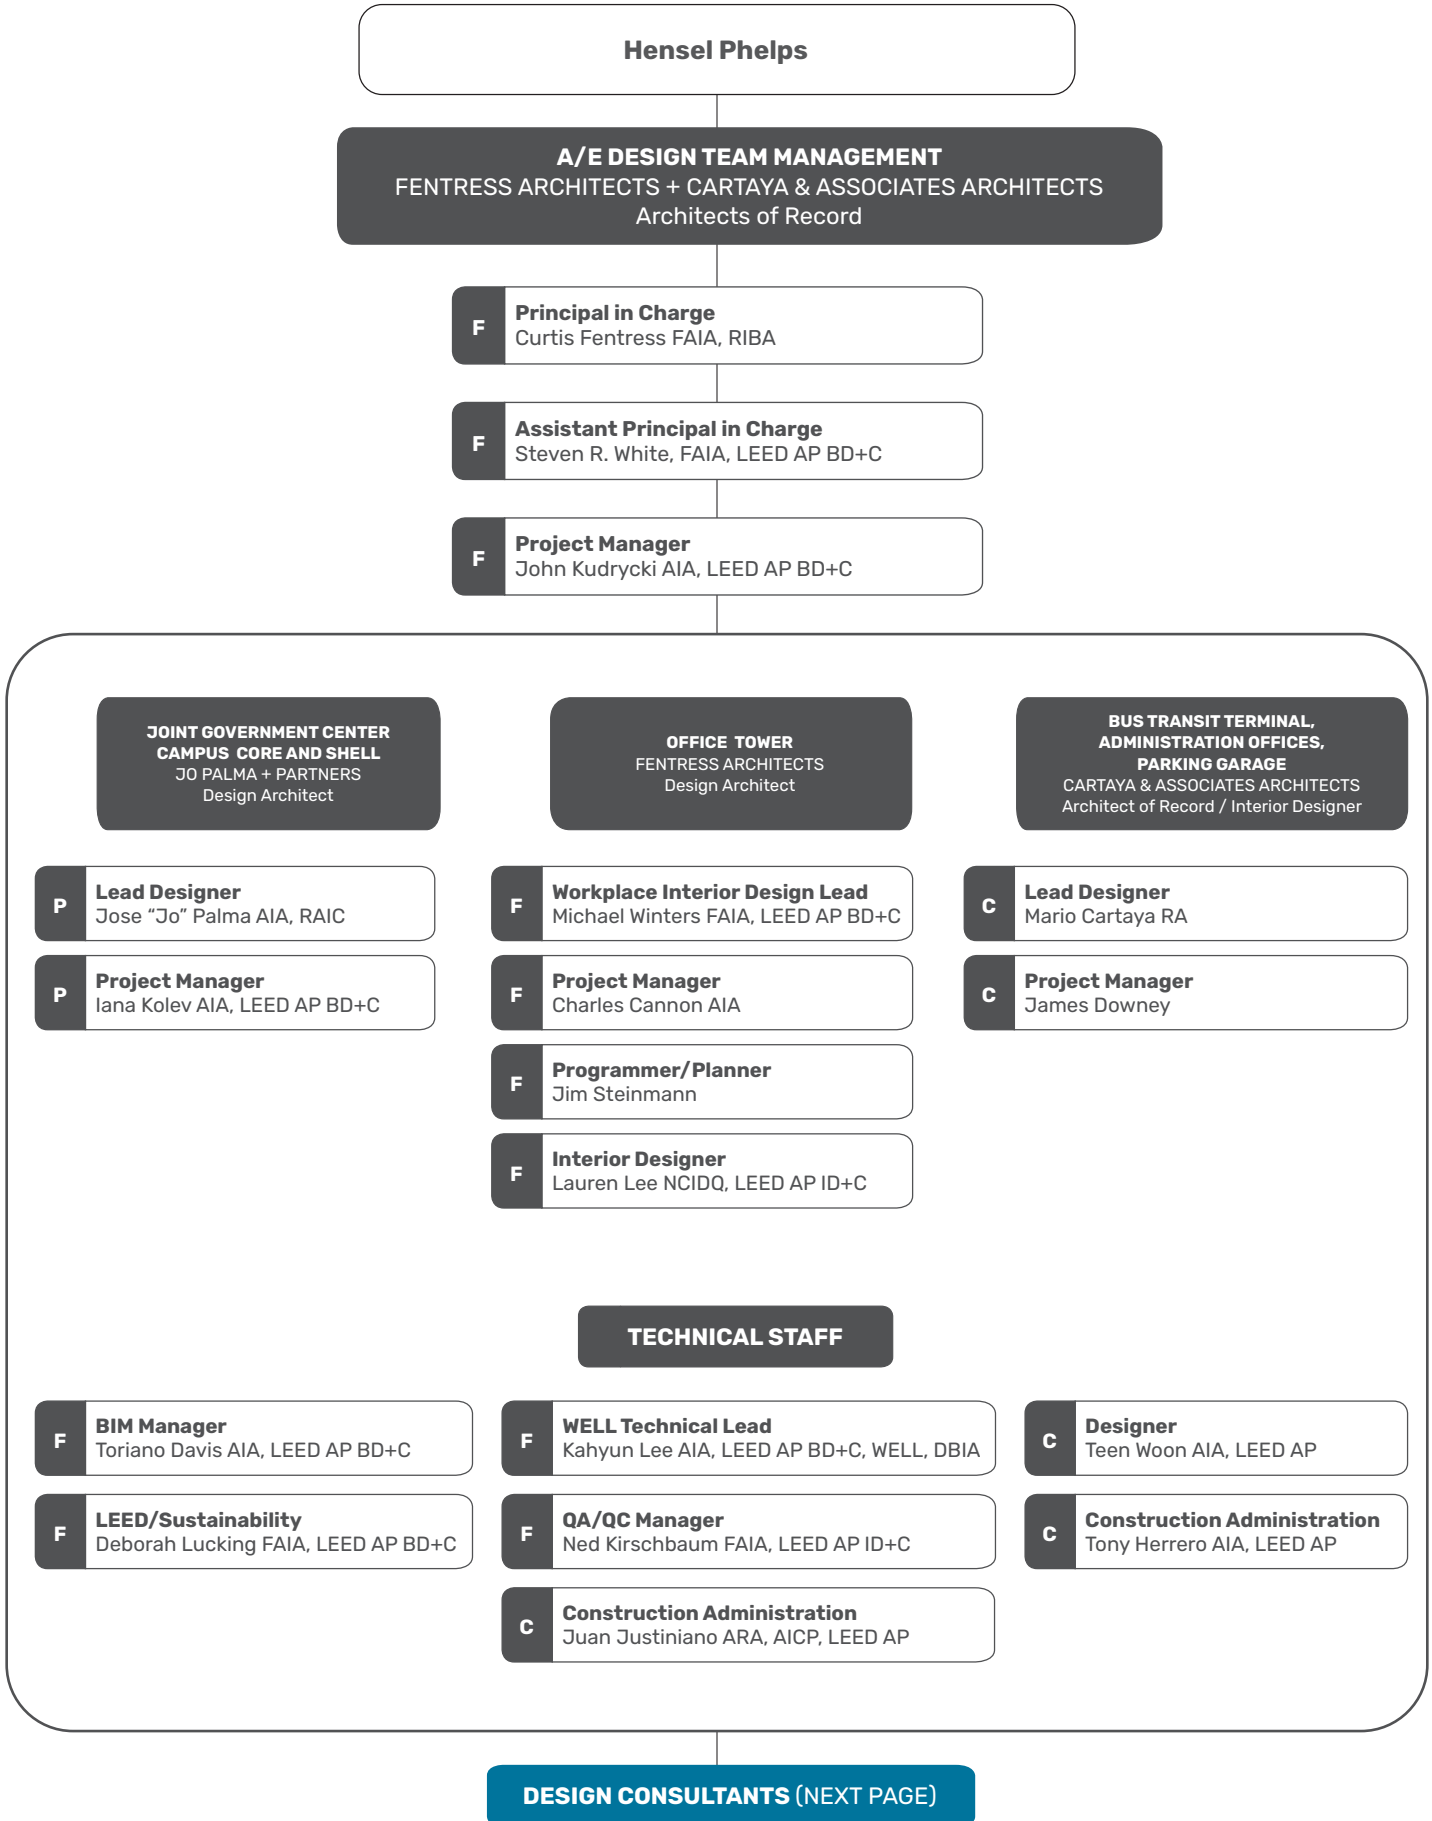 Hensel Phelps
A/E DESIGN TEAM MANAGEMENT
FENTRESS ARCHITECTS + CARTAYA & ASSOCIATES ARCHITECTS
Architects of Record
F
Principal in Charge
Curtis Fentress FAIA, RIBA
F
Assistant Principal in Charge
Steven R. White, FAIA, LEED AP BD+C
F
Project Manager
John Kudrycki AIA, LEED AP BD+C
JOINT GOVERNMENT CENTER
CAMPUS CORE AND SHELL
JO PALMA + PARTNERS
Design Architect
P
Lead Designer
Jose “Jo” Palma AIA, RAIC
P
Project Manager
Iana Kolev AIA, LEED AP BD+C
OFFICE TOWER
FENTRESS ARCHITECTS
Design Architect
F
Workplace Interior Design Lead
Michael Winters FAIA, LEED AP BD+C
F
Project Manager
Charles Cannon AIA
F
Programmer/Planner
Jim Steinmann
F
Interior Designer
Lauren Lee NCIDQ, LEED AP ID+C
BUS TRANSIT TERMINAL,
ADMINISTRATION OFFICES,
PARKING GARAGE
CARTAYA & ASSOCIATES ARCHITECTS
Architect of Record / Interior Designer
C
Lead Designer
Mario Cartaya RA
C
Project Manager
James Downey
TECHNICAL STAFF
F
BIM Manager
Toriano Davis AIA, LEED AP BD+C
F
LEED/Sustainability
Deborah Lucking FAIA, LEED AP BD+C
F
WELL Technical Lead
Kahyun Lee AIA, LEED AP BD+C, WELL, DBIA
F
QA/QC Manager
Ned Kirschbaum FAIA, LEED AP ID+C
C
Construction Administration
Juan Justiniano ARA, AICP, LEED AP
C
Designer
Teen Woon AIA, LEED AP
C
Construction Administration
Tony Herrero AIA, LEED AP
DESIGN CONSULTANTS (NEXT PAGE)